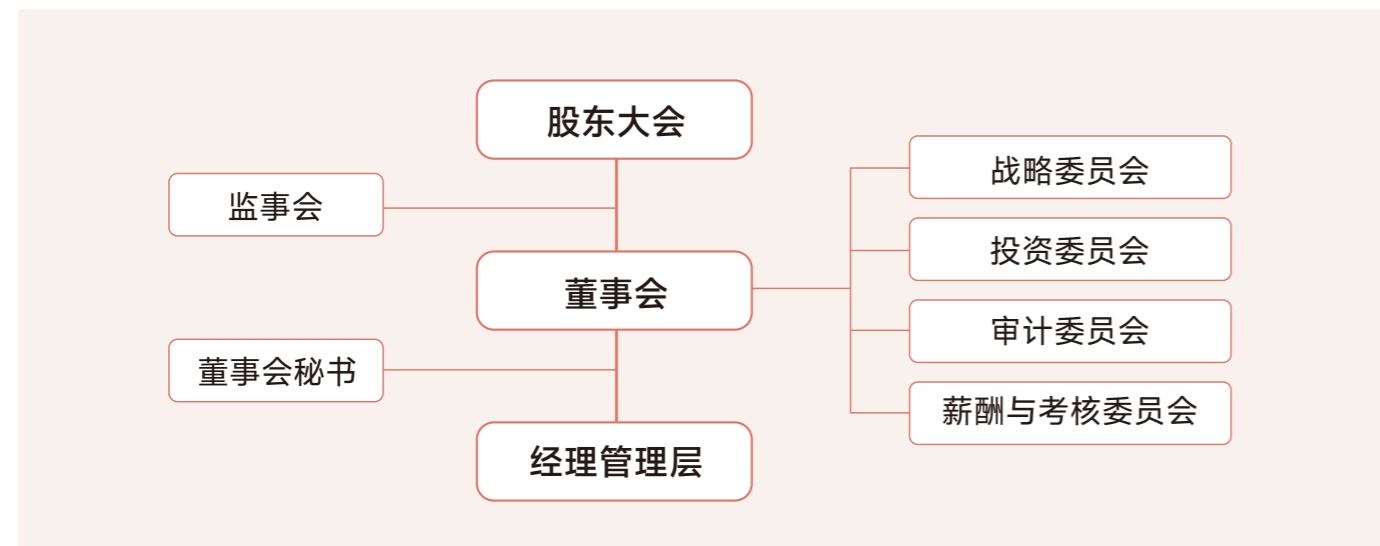 股东大会
监事会
董事会
董事会秘书
经理管理层
战略委员会
投资委员会
审计委员会
薪酬与考核委员会